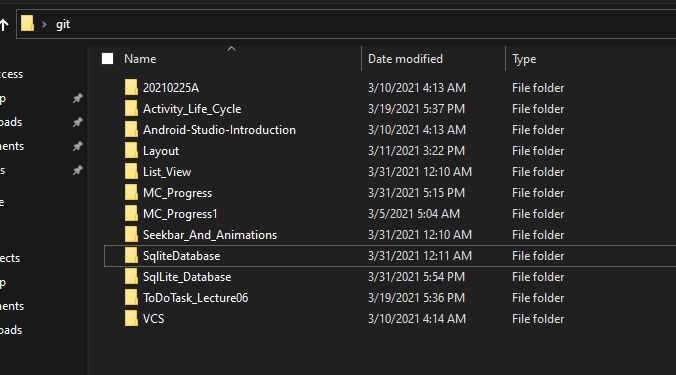 git
Name Date modified Type
20210225A 3/10/2021 4:13 AM File folder
Activity_Life_Cycle 3/19/2021 5:37 PM File folder
Android-Studio-Introduction 3/10/2021 4:13 AM File folder
Layout 3/11/2021 3:22 PM File folder
List_View 3/31/2021 12:10 AM File folder
MC_Progress 3/31/2021 5:15 PM File folder
MC_Progress1 3/5/2021 5:04 AM File folder
Seekbar_And_Animations 3/31/2021 12:10 AM File folder
SqliteDatabase 3/31/2021 12:11 AM File folder
SqlLite_Database 3/31/2021 5:54 PM File folder
ToDoTask_Lecture06 3/19/2021 5:36 PM File folder
VCS 3/10/2021 4:14 AM File folder